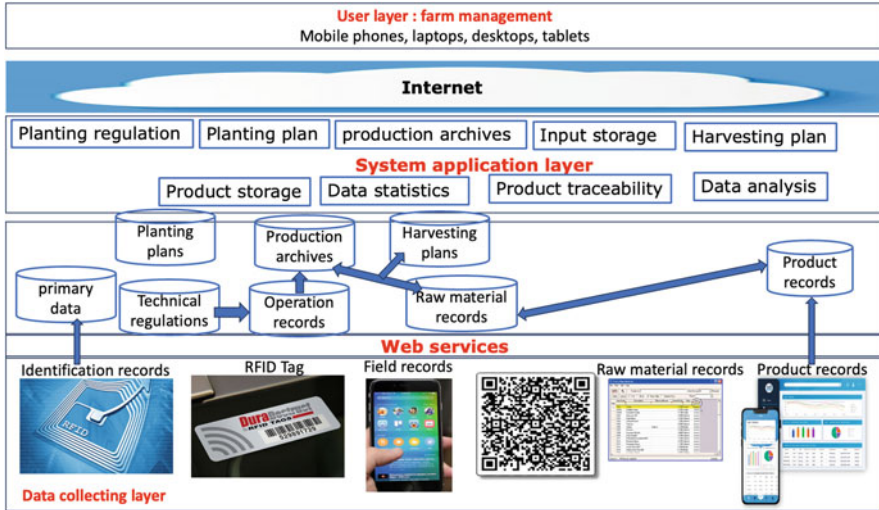 User layer : farm management
Mobile phones, laptops, desktops, tablets
Internet
Planting regulation
Planting plan
production archives
Input storage
Harvesting plan
System application layer
Product storage
Data statistics
Product traceability
Data analysis
Planting
plans
Production
archives
Harvesting
plans
Product
records
primary
data
Technical
regulations
Operation
records
Raw material
records
Web services
Identification records
RFID Tag
Field records
Raw material records
Product records
RFID
Dura
RFID TAGS
Data collecting layer